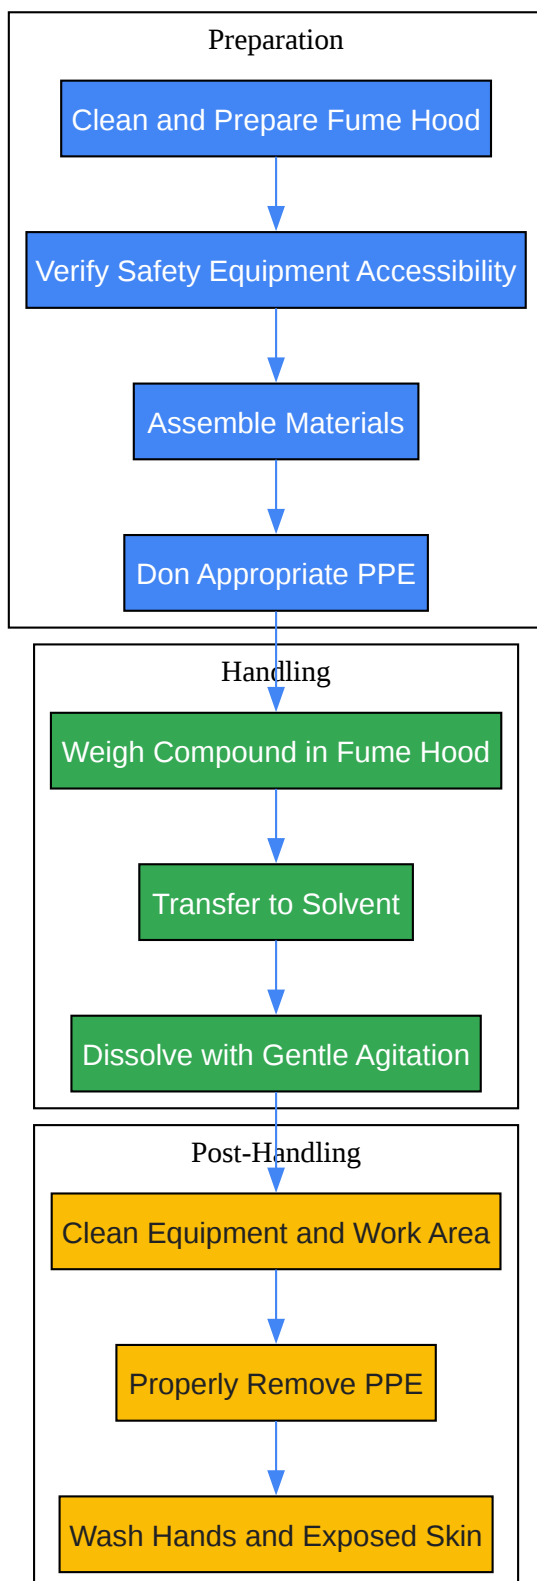 Preparation
Clean and Prepare Fume Hood
Verify Safety Equipment Accessibility
Assemble Materials
Don Appropriate PPE
Handling
Weigh Compound in Fume Hood
Transfer to Solvent
Dissolve with Gentle Agitation
Post-Handling
Clean Equipment and Work Area
Properly Remove PPE
Wash Hands and Exposed Skin